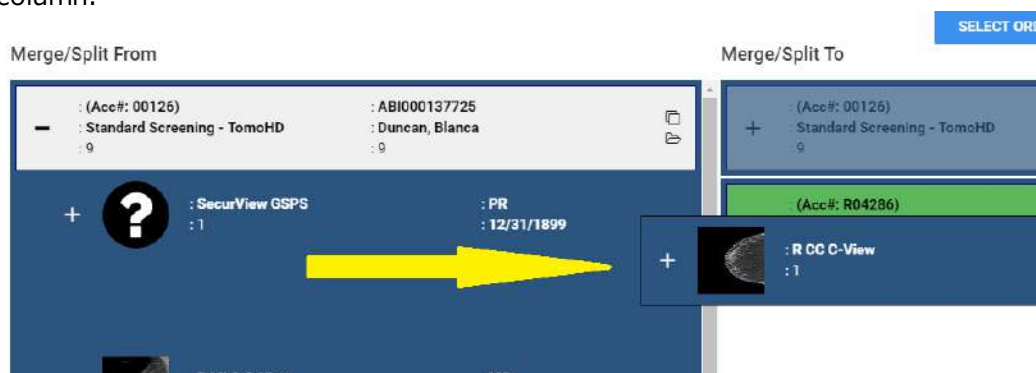 column.
SELECT ORD
Merge/Split From
Merge/Split To
: (Acc#: 00126)
: Standard Screening - TomoHD
: 9
: ABI000137725
: Duncan, Blanca
: 9
: (Acc#: 00126)
: Standard Screening - TomoHD
: 9
: SecurView GSPS
: 1
: PR
: 12/31/1899
: (Acc#: R04286)
: R CC C-View
: 1